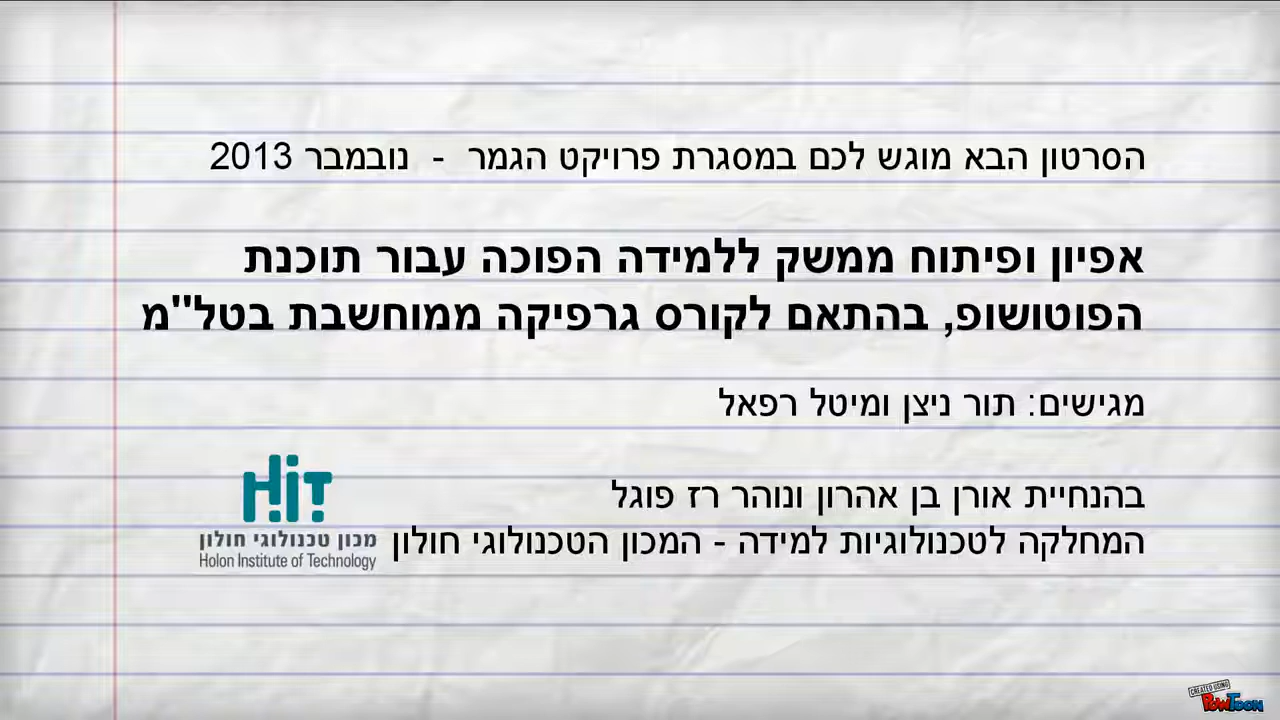 הסרטון הבא מוגש לכם במסגרת פרויקט הגמר - נובמבר 2013
אפיון ופיתוח ממשק ללמידה הפוכה עבור תוכנת
הפוטושופ, בהתאם לקורס גרפיקה ממוחשבת בטל"מ
מגישים: תור ניצן ומיטל רפאל
בהנחיית אורן בן אהרון ונוהר רז פוגל
המחלקה לטכנולוגיות למידה - המכון הטכנולוגי חולון
HiT
מכון טכנולוגי חולון
Holon Institute of Technology
CREATED USING
PowToon